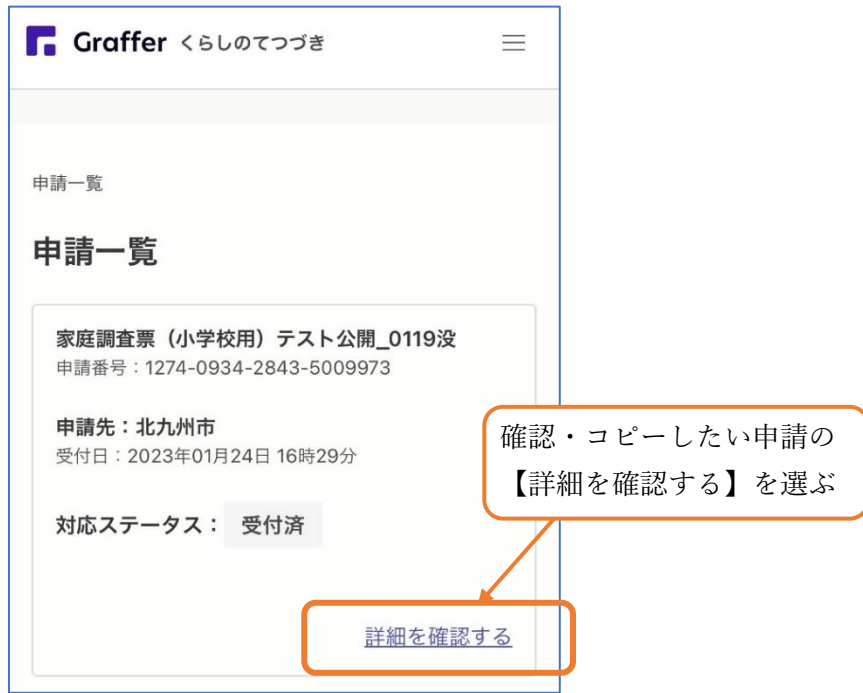 Graffer くらしのてつづき
申請一覧
申請一覧
家庭調査票（小学校用）テスト公開_0119没
申請番号：1274-0934-2843-5009973
申請先：北九州市
受付日：2023年01月24日 16時29分
確認・コピーしたい申請の
【詳細を確認する】を選ぶ
対応ステータス： 受付済
詳細を確認する